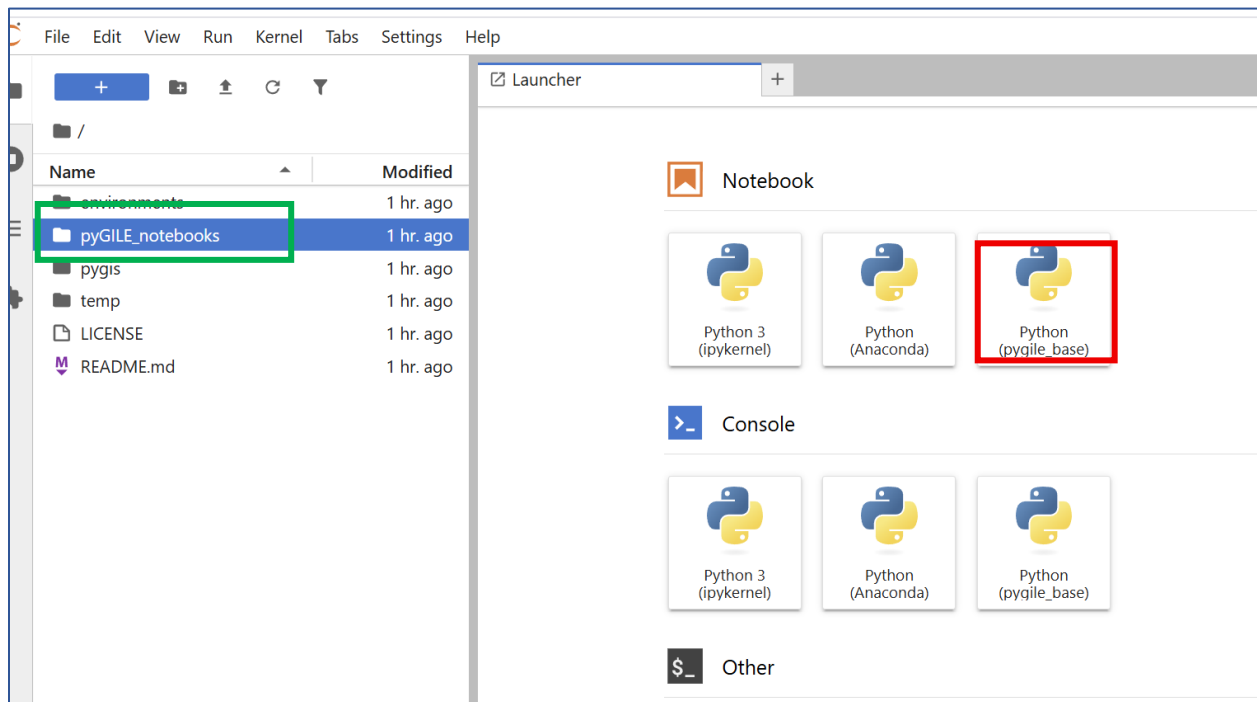 File Edit View Run Kernel Tabs Settings Help
+
Launcher
+
/
Name Modified
environments 1 hr. ago
pyGILE_notebooks 1 hr. ago
pygis 1 hr. ago
temp 1 hr. ago
LICENSE 1 hr. ago
M README.md 1 hr. ago
Notebook
Python 3
(ipykernel)
Python
(Anaconda)
Python
(pygile_base)
>_ Console
Python 3
(ipykernel)
Python
(Anaconda)
Python
(pygile_base)
$_ Other